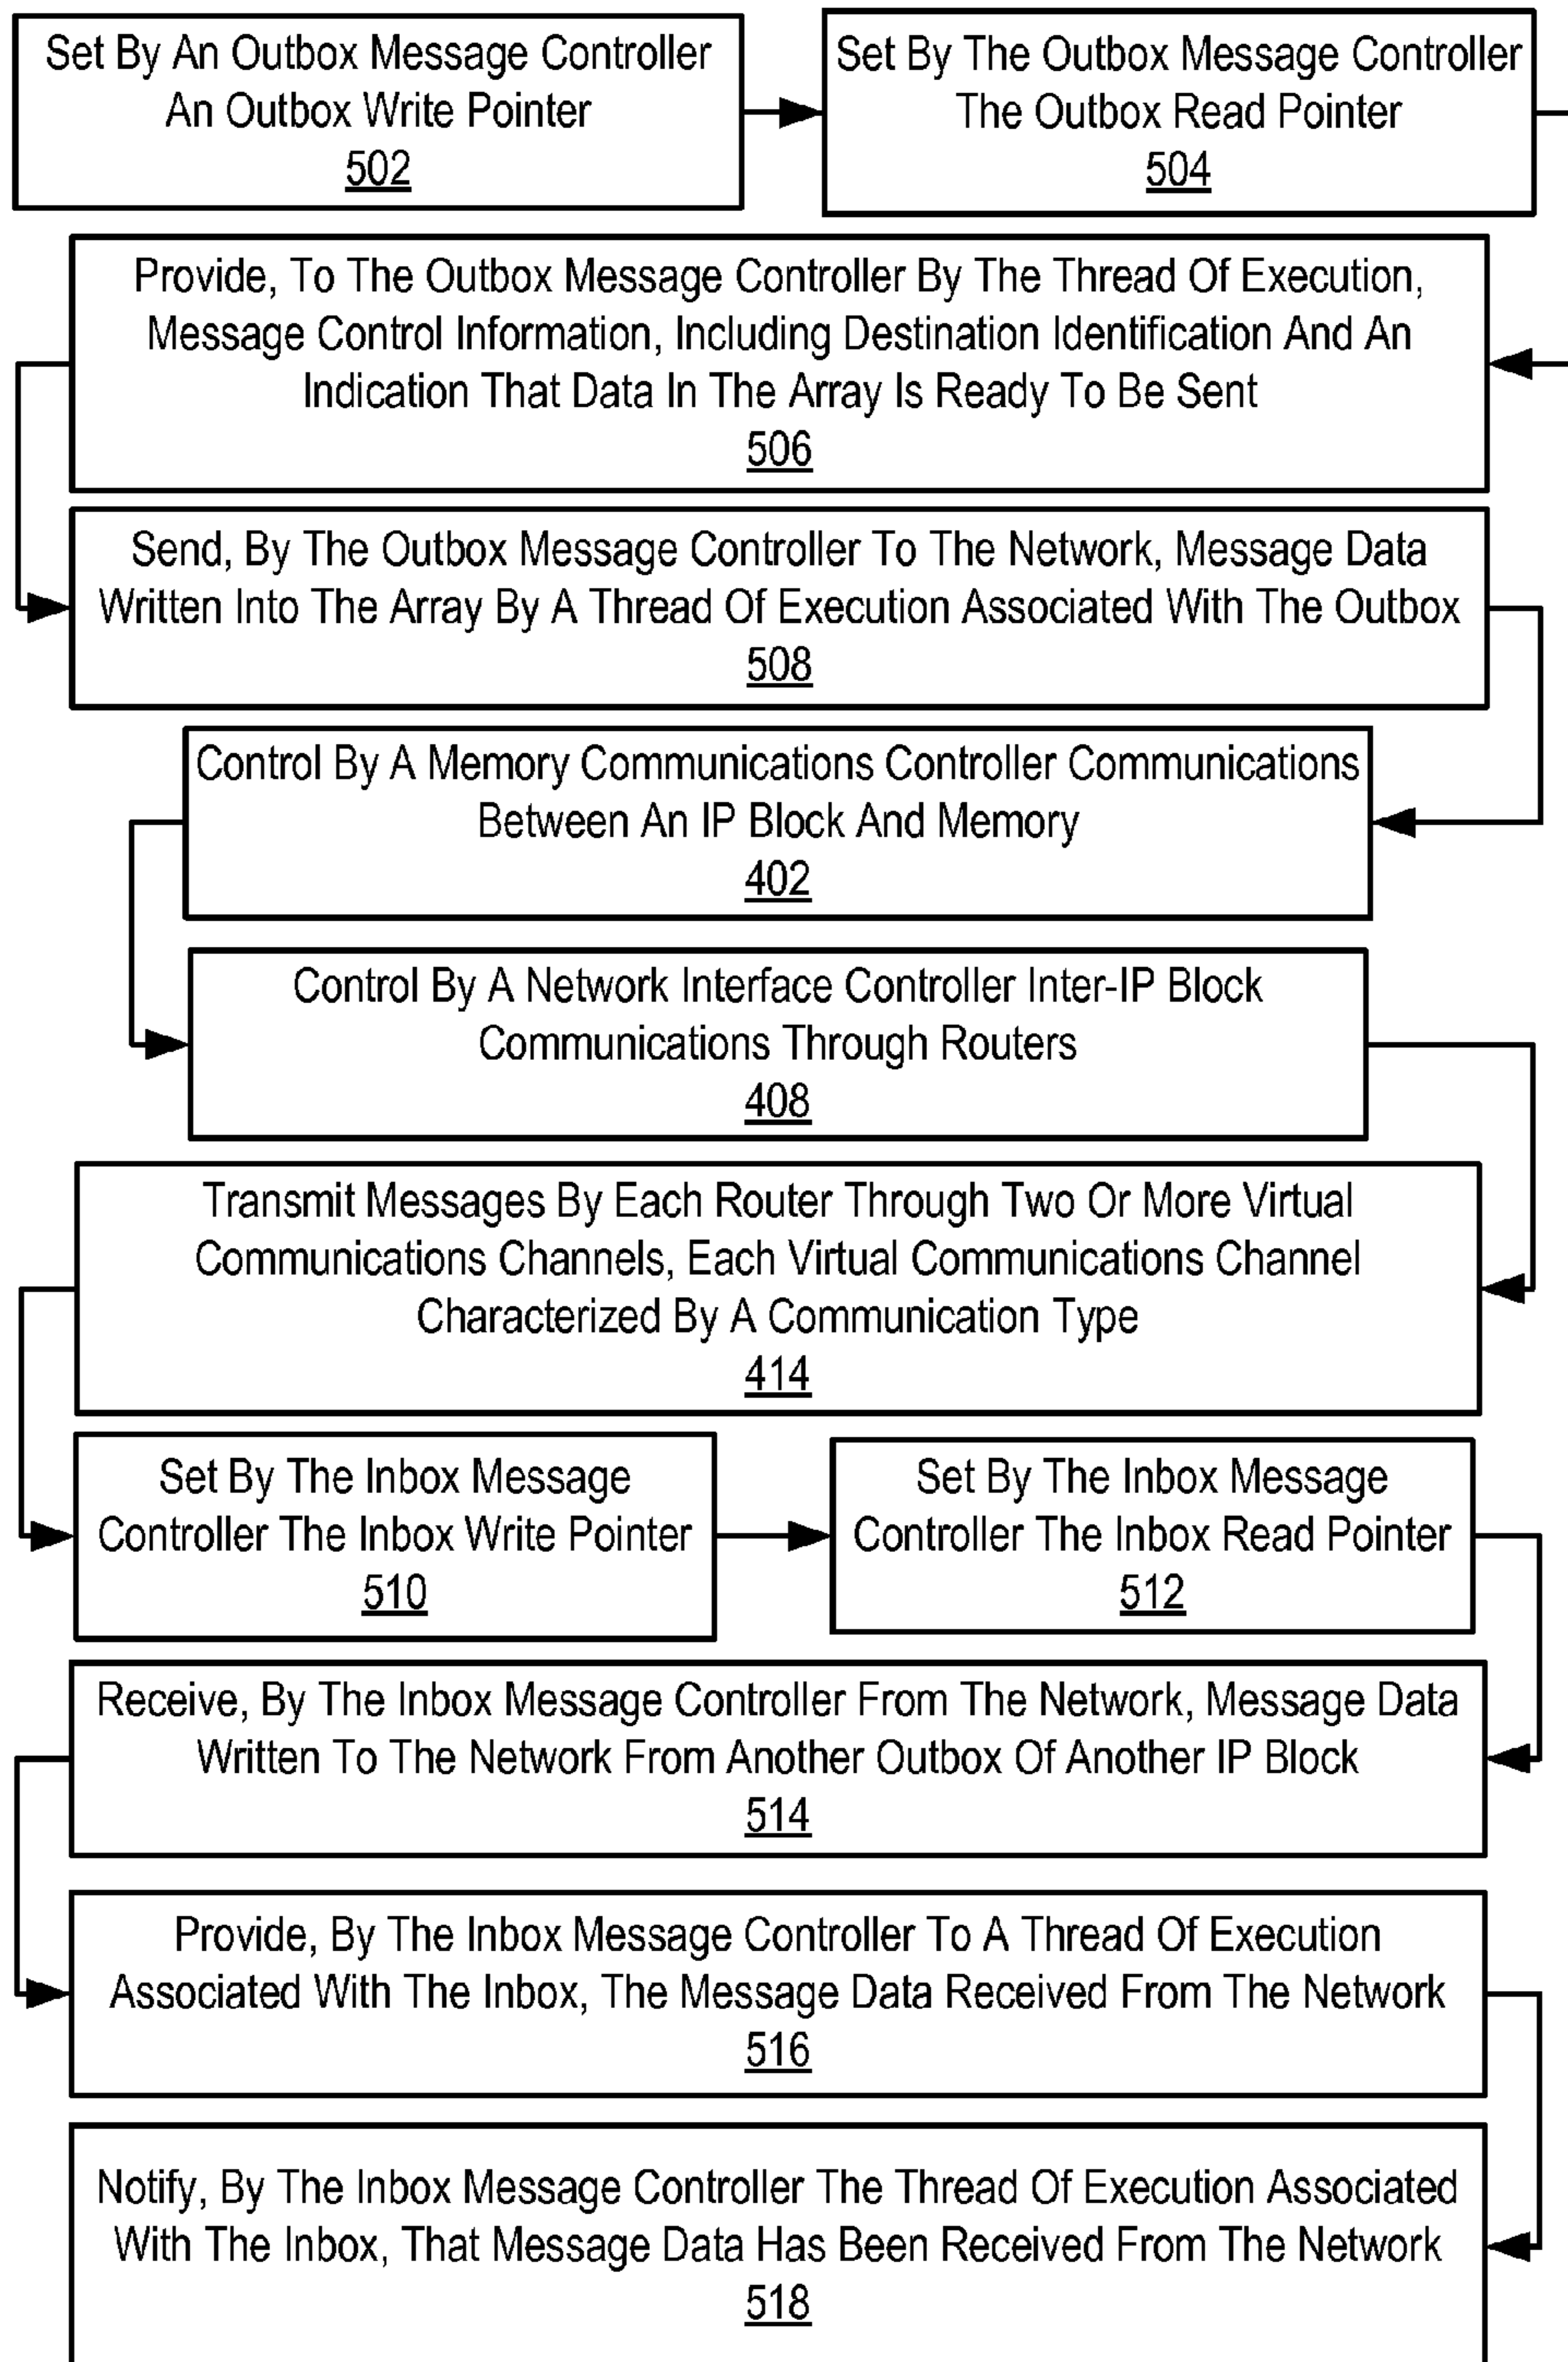 Set By An Outbox Message Controller
An Outbox Write Pointer
502
Set By The Outbox Message Controller
The Outbox Read Pointer
504
Provide, To The Outbox Message Controller By The Thread Of Execution,
Message Control Information, Including Destination Identification And An
Indication That Data In The Array Is Ready To Be Sent
506
Send, By The Outbox Message Controller To The Network, Message Data
Written Into The Array By A Thread Of Execution Associated With The Outbox
508
Control By A Memory Communications Controller Communications
Between An IP Block And Memory
402
Control By A Network Interface Controller Inter-IP Block
Communications Through Routers
408
Transmit Messages By Each Router Through Two Or More Virtual
Communications Channels, Each Virtual Communications Channel
Characterized By A Communication Type
414
Set By The Inbox Message
Controller The Inbox Write Pointer
510
Set By The Inbox Message
Controller The Inbox Read Pointer
512
Receive, By The Inbox Message Controller From The Network, Message Data
Written To The Network From Another Outbox Of Another IP Block
514
Provide, By The Inbox Message Controller To A Thread Of Execution
Associated With The Inbox, The Message Data Received From The Network
516
Notify, By The Inbox Message Controller The Thread Of Execution Associated
With The Inbox, That Message Data Has Been Received From The Network
518